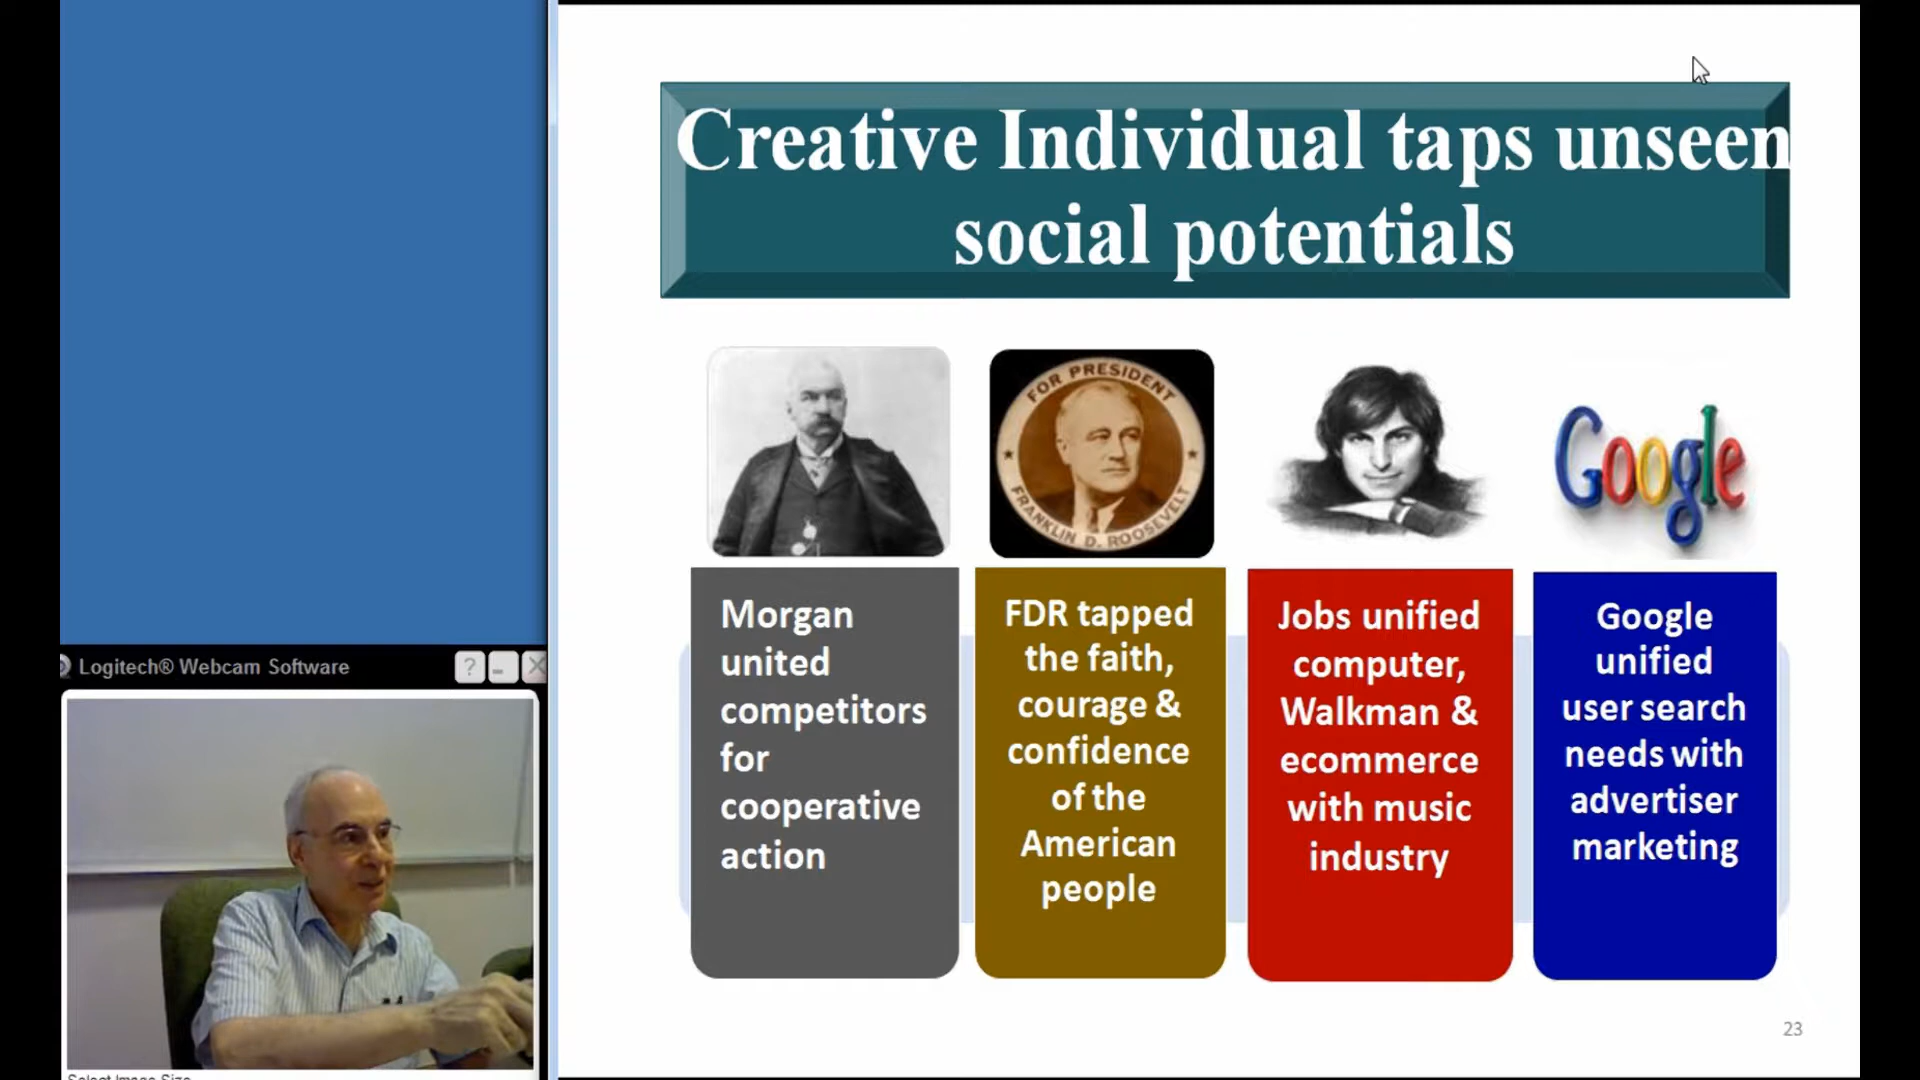 Creative Individual taps unseen
social potentials
FOR PRESIDENT
FRANKLIN D. ROOSEVELT
Google
Morgan
united
competitors
for
cooperative
action
FDR tapped
the faith,
courage &
confidence
of the
American
people
Jobs unified
computer,
Walkman &
ecommerce
with music
industry
Google
unified
user search
needs with
advertiser
marketing
23
Logitech® Webcam Software
Select Image Size